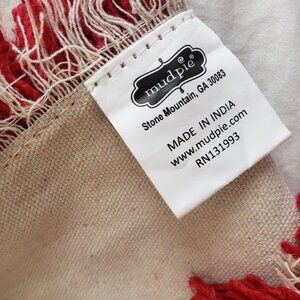 mudpie
Stone Mountain, GA 30083
MADE IN INDIA
www.mudpie.com
RN131993